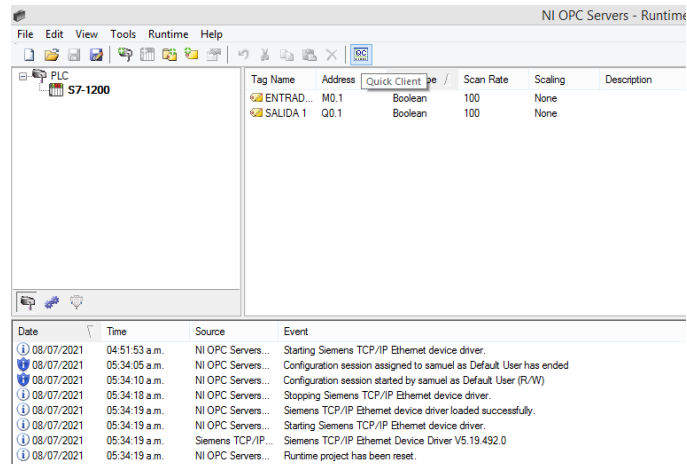 NI OPC Servers - Runtime
File Edit View Tools Runtime Help
QC
PLC
S7-1200
Tag Name Address Quick Client pe Scan Rate Scaling Description
ENTRAD... M0.1 Boolean 100 None
SALIDA 1 Q0.1 Boolean 100 None
Date Time Source Event
08/07/2021 04:51:53 a.m. NI OPC Servers... Starting Siemens TCP/IP Ethernet device driver.
08/07/2021 05:34:05 a.m. NI OPC Servers... Configuration session assigned to samuel as Default User has ended
08/07/2021 05:34:10 a.m. NI OPC Servers... Configuration session started by samuel as Default User (R/W)
08/07/2021 05:34:18 a.m. NI OPC Servers... Stopping Siemens TCP/IP Ethernet device driver.
08/07/2021 05:34:19 a.m. NI OPC Servers... Siemens TCP/IP Ethernet device driver loaded successfully.
08/07/2021 05:34:19 a.m. NI OPC Servers... Starting Siemens TCP/IP Ethernet device driver.
08/07/2021 05:34:19 a.m. Siemens TCP/IP... Siemens TCP/IP Ethernet Device Driver V5.19.492.0
08/07/2021 05:34:19 a.m. NI OPC Servers... Runtime project has been reset.